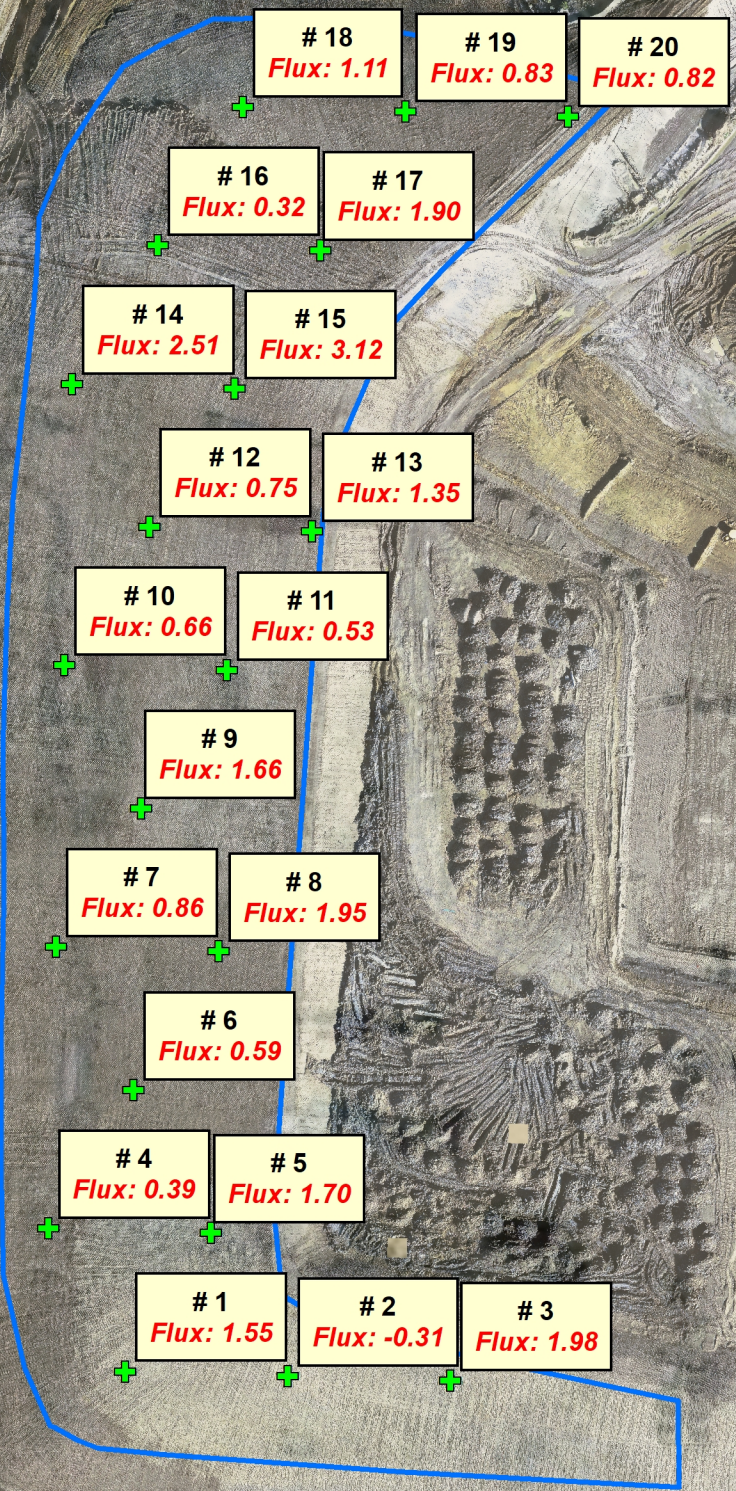 # 18
Flux: 1.11
# 19
Flux: 0.83
# 20
Flux: 0.82
# 16
Flux: 0.32
# 17
Flux: 1.90
# 14
Flux: 2.51
# 15
Flux: 3.12
# 12
Flux: 0.75
# 13
Flux: 1.35
# 10
Flux: 0.66
# 11
Flux: 0.53
# 9
Flux: 1.66
# 7
Flux: 0.86
# 8
Flux: 1.95
# 6
Flux: 0.59
# 4
Flux: 0.39
# 5
Flux: 1.70
# 1
Flux: 1.55
# 2
Flux: -0.31
# 3
Flux: 1.98